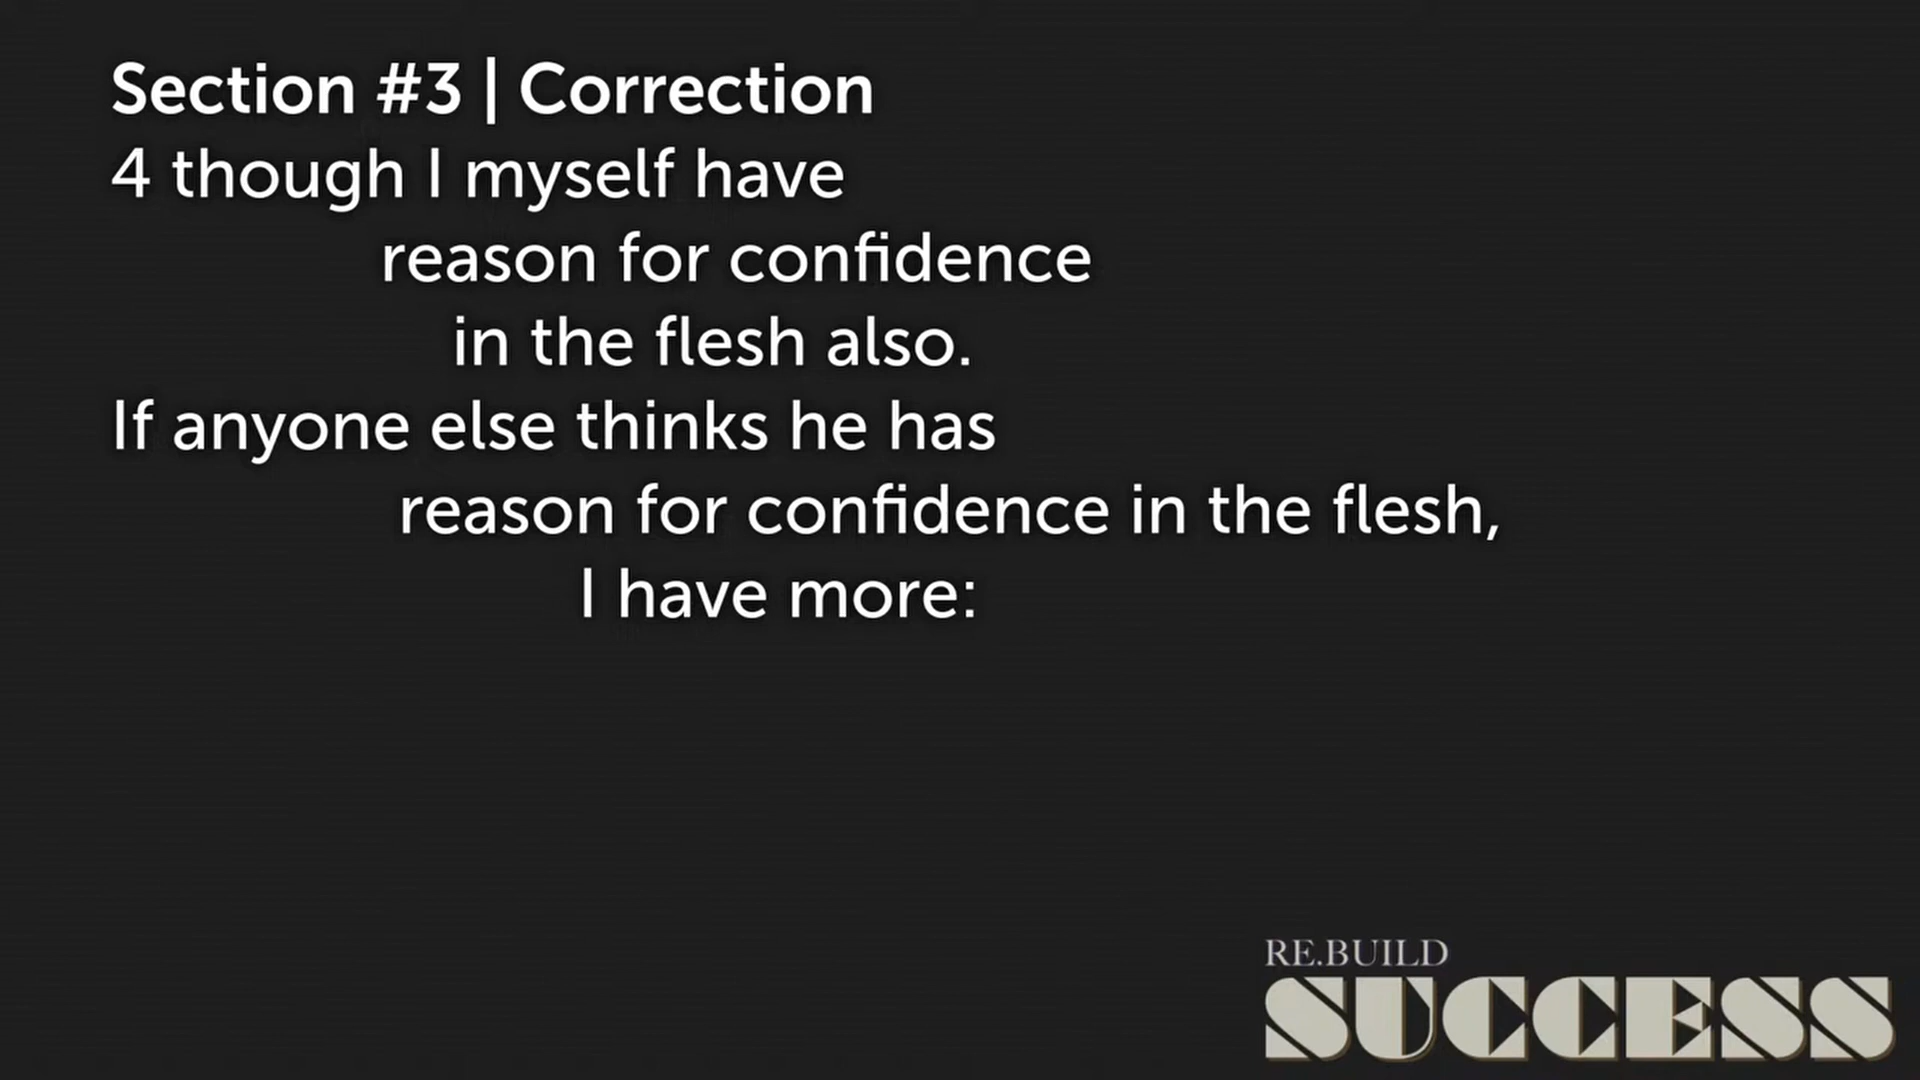 Section #3 | Correction
4 though I myself have
reason for confidence
in the flesh also.
If anyone else thinks he has
reason for confidence in the flesh,
I have more:
RE.BUILD
SUCCESS